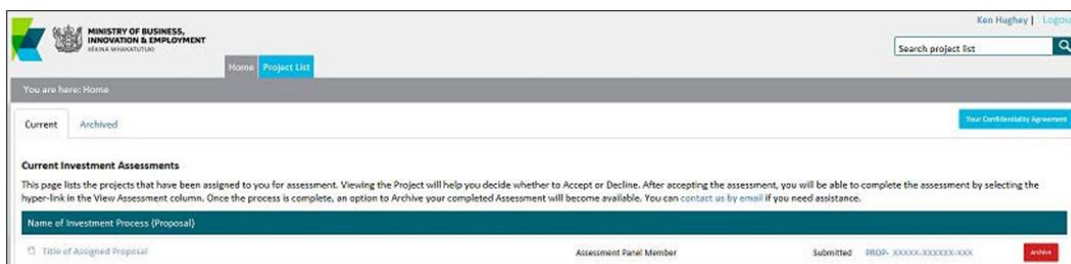 Ken Hughey | Logout
MINISTRY OF BUSINESS,
INNOVATION & EMPLOYMENT
HĪKINA WHAKATUTUKI
Search project list
Home Project List
You are here: Home
Current Archived
Your Confidentiality Agreement
Current Investment Assessments
This page lists the projects that have been assigned to you for assessment. Viewing the Project will help you decide whether to Accept or Decline. After accepting the assessment, you will be able to complete the assessment by selecting the
hyper-link in the View Assessment column. Once the process is complete, an option to Archive your completed Assessment will become available. You can contact us by email if you need assistance.
Name of Investment Process (Proposal)
Title of Assigned Proposal Assessment Panel Member Submitted PROP- XXXXX-XXXXXX-XXX Archive